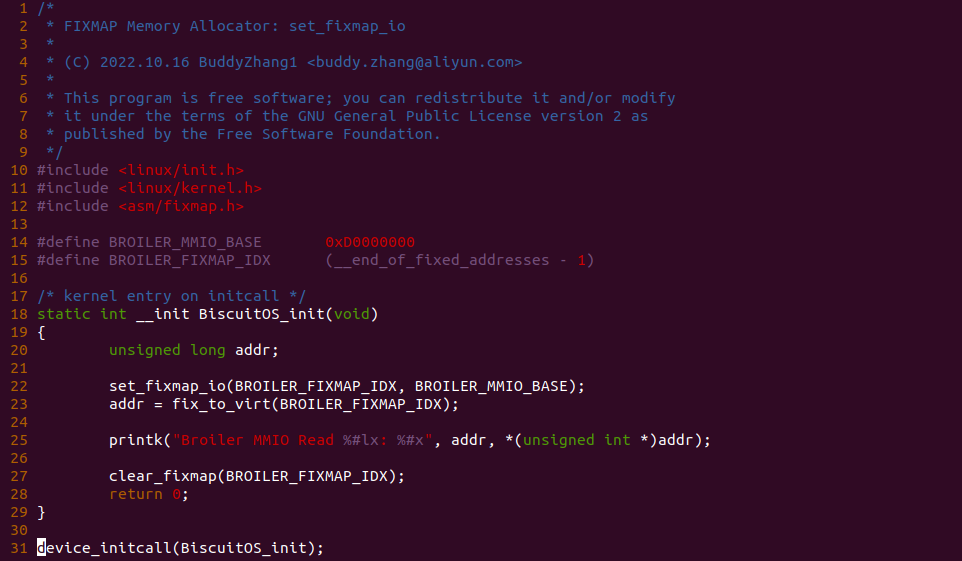 1 /*
2  * FIXMAP Memory Allocator: set_fixmap_io
3  *
4  * (C) 2022.10.16 BuddyZhang1 <buddy.zhang@aliyun.com>
5  *
6  * This program is free software; you can redistribute it and/or modify
7  * it under the terms of the GNU General Public License version 2 as
8  * published by the Free Software Foundation.
9  */
10 #include <linux/init.h>
11 #include <linux/kernel.h>
12 #include <asm/fixmap.h>
13
14 #define BROILER_MMIO_BASE       0xD0000000
15 #define BROILER_FIXMAP_IDX      (__end_of_fixed_addresses - 1)
16
17 /* kernel entry on initcall */
18 static int __init BiscuitOS_init(void)
19 {
20         unsigned long addr;
21
22         set_fixmap_io(BROILER_FIXMAP_IDX, BROILER_MMIO_BASE);
23         addr = fix_to_virt(BROILER_FIXMAP_IDX);
24
25         printk("Broiler MMIO Read %#lx: %#x", addr, *(unsigned int *)addr);
26
27         clear_fixmap(BROILER_FIXMAP_IDX);
28         return 0;
29 }
30
31 device_initcall(BiscuitOS_init);